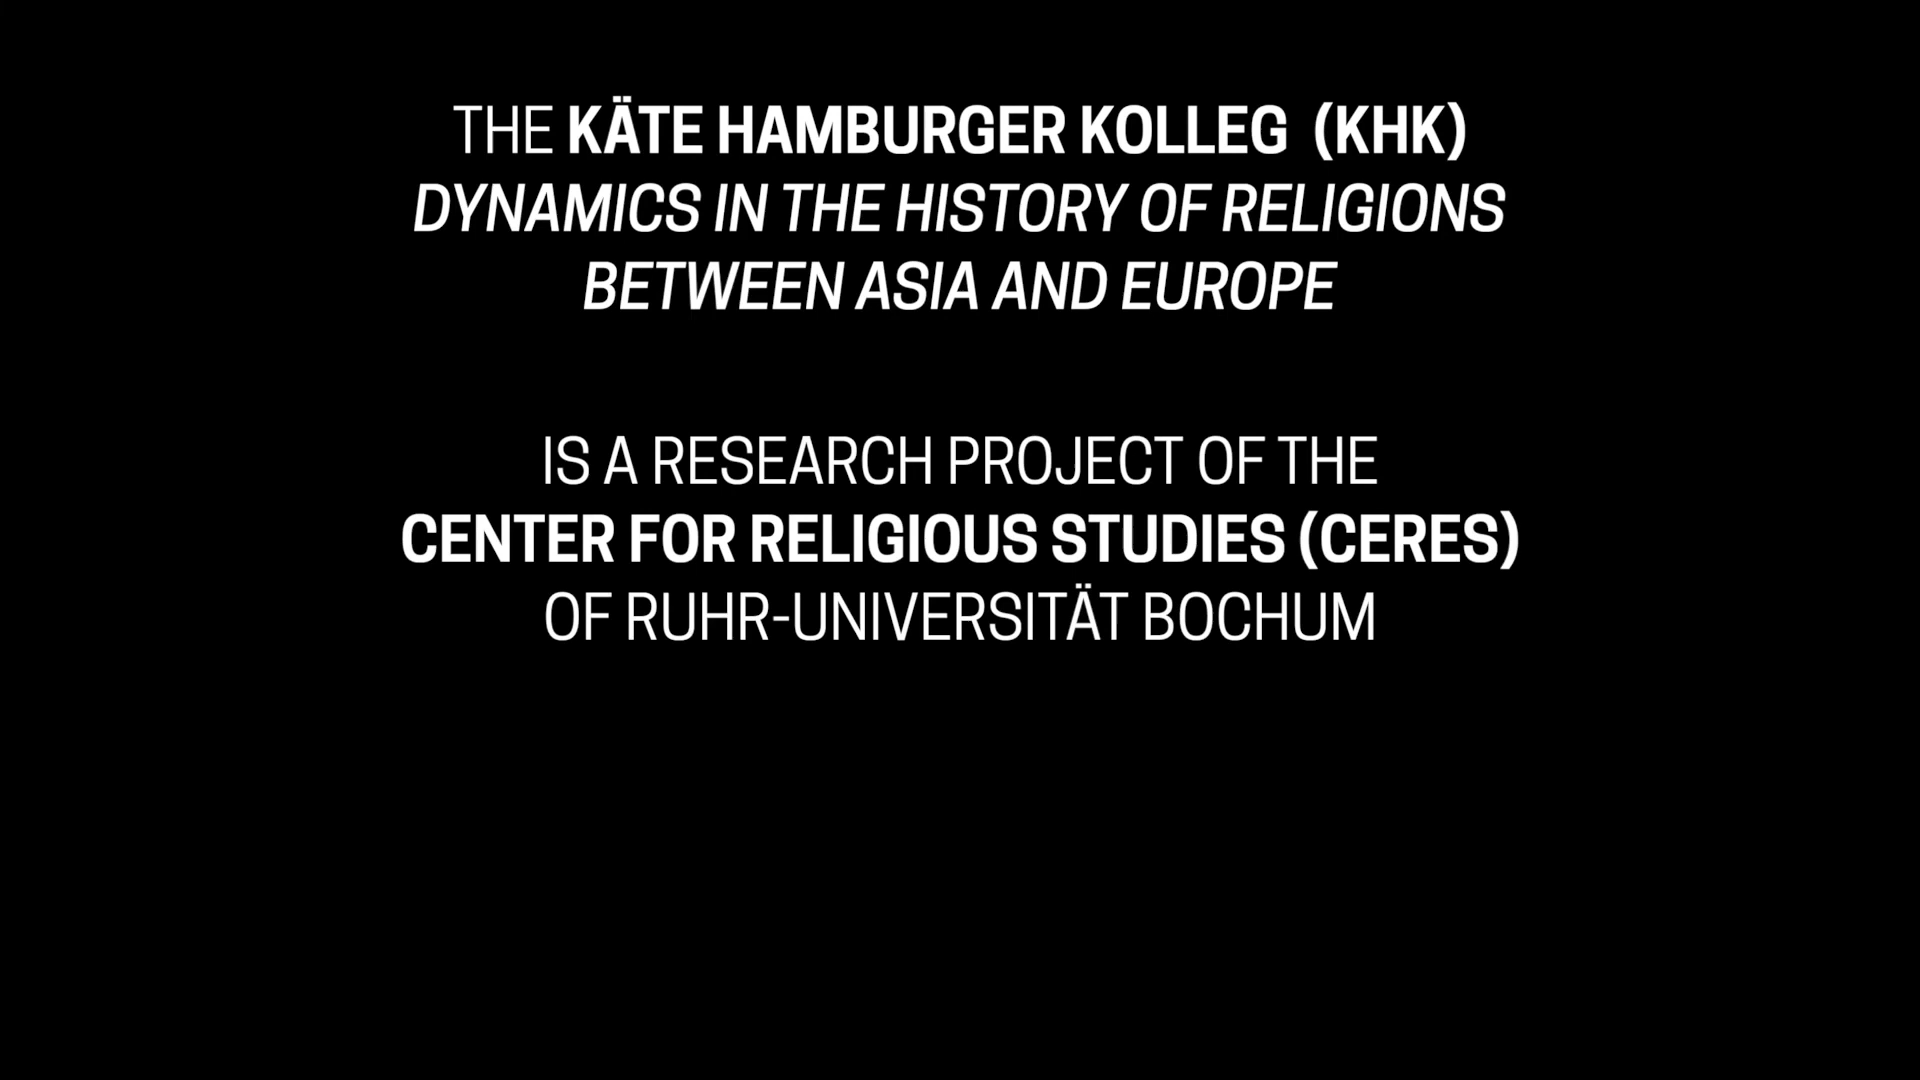 THE KÄTE HAMBURGER KOLLEG (KHK)
DYNAMICS IN THE HISTORY OF RELIGIONS
BETWEEN ASIA AND EUROPE
IS A RESEARCH PROJECT OF THE
CENTER FOR RELIGIOUS STUDIES (CERES)
OF RUHR-UNIVERSITÄT BOCHUM